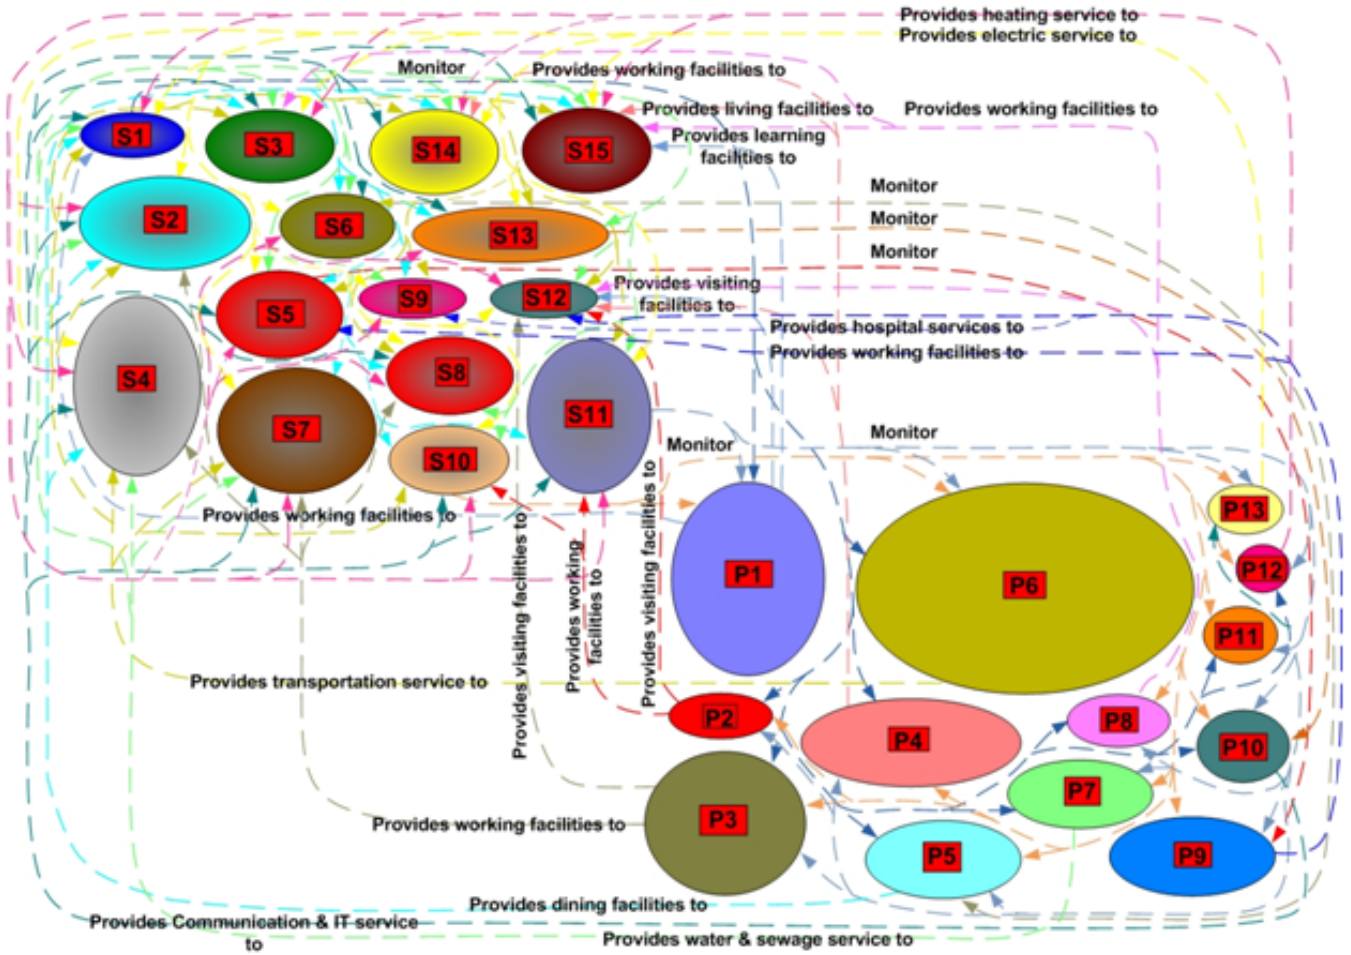 Provides heating service to
Provides electric service to
Monitor
Provides working facilities to
Provides living facilities to
Provides working facilities to
Provides learning
facilities to
S1
S3
S14
S15
Monitor
S2
S6
S13
Monitor
Monitor
Provides visiting
facilities to
S5
S9
S12
Provides hospital services to
Provides working facilities to
S4
S8
S7
S11
S10
Monitor
Monitor
Provides working facilities to
Provides visiting facilities to
Provides working
facilities to
Provides visiting facilities to
P1
P6
P13
P12
P11
Provides transportation service to
P2
P4
P8
P10
P7
P3
Provides working facilities to
P5
P9
Provides dining facilities to
Provides Communication & IT service
to
Provides water & sewage service to